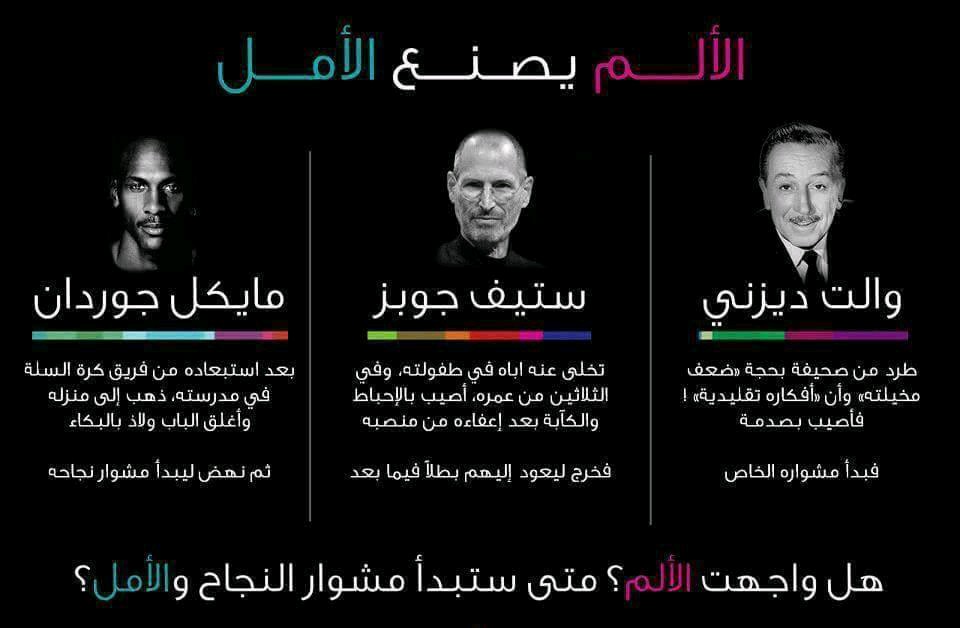 الألم يصنع الأمل
والت ديزني
طرد من صحيفة بحجة «ضعف
مخيلته» وأن «أفكاره تقليدية» !
فأصيب بصدمة
فبدأ مشواره الخاص
ستيف جوبز
تخلى عنه اباه في طفولته، وفي
الثلاثين من عمره، أصيب بالإحباط
والكآبة بعد إعفاءه من منصبه
فخرج ليعود إليهم بطلاً فيما بعد
مايكل جوردان
بعد استبعاده من فريق كرة السلة
في مدرسته، ذهب إلى منزله
وأغلق الباب ولاذ بالبكاء
ثم نهض ليبدأ مشوار نجاحه
هل واجهت الألم؟ متى ستبدأ مشوار النجاح والأمل؟